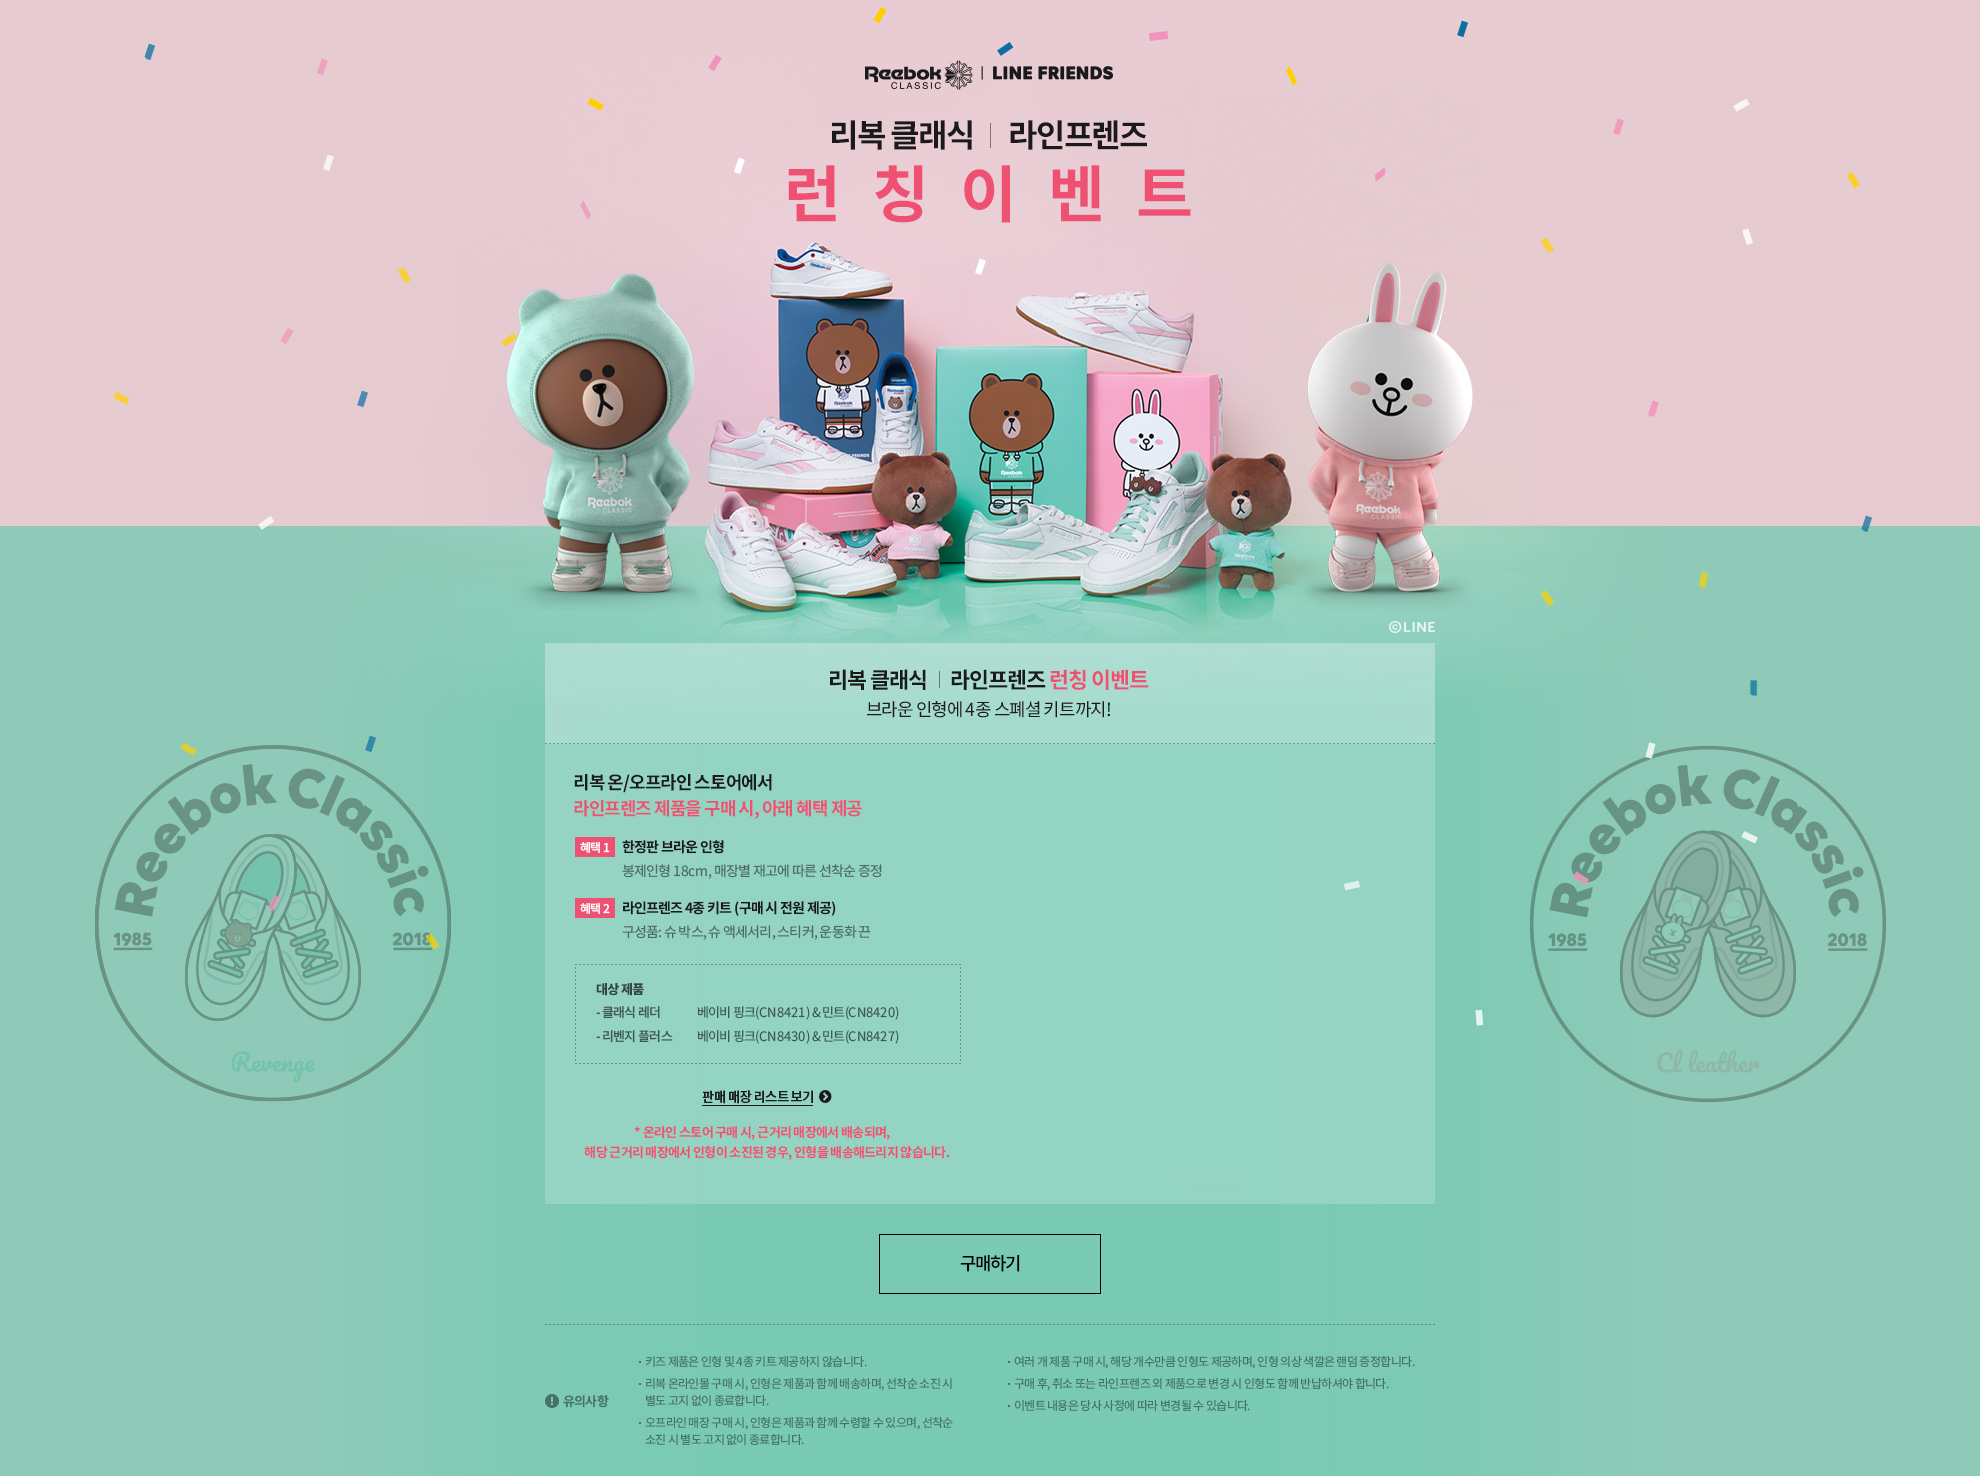 Reebok CLASSIC | LINE FRIENDS
리복 클래식 | 라인프렌즈
런칭이벤트
Reebok
CLASSIC
Reebok
CLASSIC
©LINE
리복 클래식 | 라인프렌즈 런칭 이벤트
브라운 인형에 4종 스폐셜 키트까지!
리복 온/오프라인 스토어에서
라인프렌즈 제품을 구매 시, 아래 혜택 제공
혜택 1 한정판 브라운 인형
봉제인형 18cm, 매장별 재고에 따른 선착순 증정
혜택 2 라인프렌즈 4종 키트 (구매 시 전원 제공)
구성품: 슈 박스, 슈 액세서리, 스티커, 운동화 끈
대상 제품
- 클래식 레더 베이비 핑크(CN8421) & 민트(CN8420)
- 리벤지 플러스 베이비 핑크(CN8430) & 민트(CN8427)
판매 매장 리스트 보기
* 온라인 스토어 구매 시, 근거리 매장에서 배송되며,
해당 근거리 매장에서 인형이 소진된 경우, 인형을 배송해드리지 않습니다.
Reebok Classic
1985 2018
Revenge
Reebok Classic
1985 2018
Cl leather
구매하기
유의사항
· 키즈 제품은 인형 및 4종 키트 제공하지 않습니다.
· 리복 온라인몰 구매 시, 인형은 제품과 함께 배송하며, 선착순 소진 시
별도 고지 없이 종료합니다.
· 오프라인 매장 구매 시, 인형은 제품과 함께 수령할 수 있으며, 선착순
소진 시 별도 고지 없이 종료합니다.
· 여러 개 제품 구매 시, 해당 개수만큼 인형도 제공하며, 인형 의상 색깔은 랜덤 증정합니다.
· 구매 후, 취소 또는 라인프렌즈 외 제품으로 변경 시 인형도 함께 반납하셔야 합니다.
· 이벤트 내용은 당사 사정에 따라 변경될 수 있습니다.